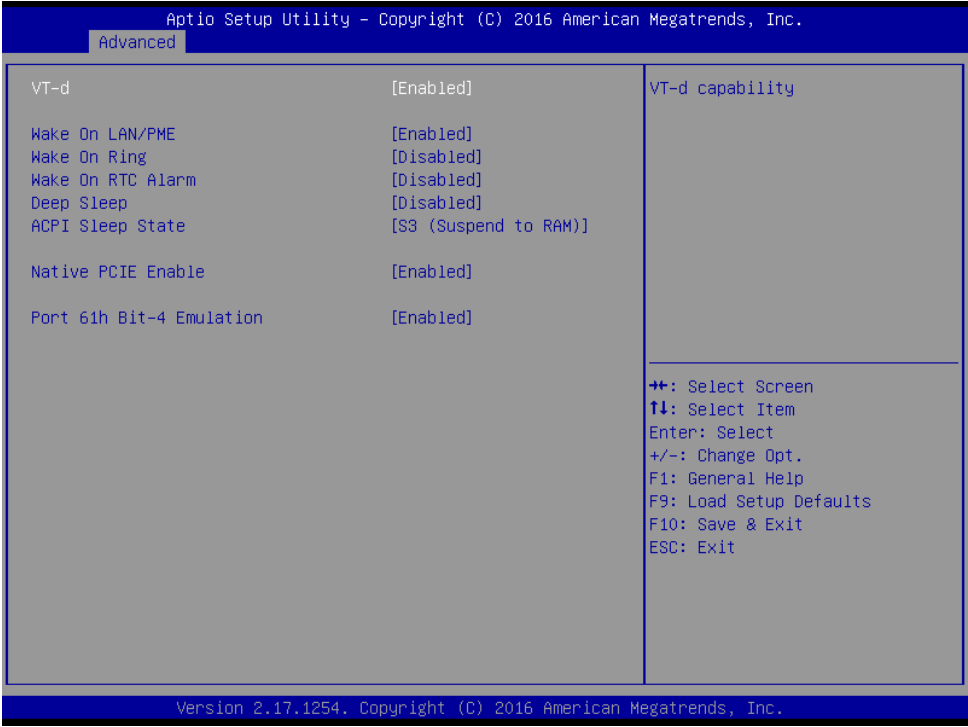 Aptio Setup Utility – Copyright (C) 2016 American Megatrends, Inc.
Advanced
VT-d [Enabled]
Wake On LAN/PME [Enabled]
Wake On Ring [Disabled]
Wake On RTC Alarm [Disabled]
Deep Sleep [Disabled]
ACPI Sleep State [S3 (Suspend to RAM)]
Native PCIE Enable [Enabled]
Port 61h Bit-4 Emulation [Enabled]
VT-d capability
→←: Select Screen
↑↓: Select Item
Enter: Select
+/-: Change Opt.
F1: General Help
F9: Load Setup Defaults
F10: Save & Exit
ESC: Exit
Version 2.17.1254. Copyright (C) 2016 American Megatrends, Inc.